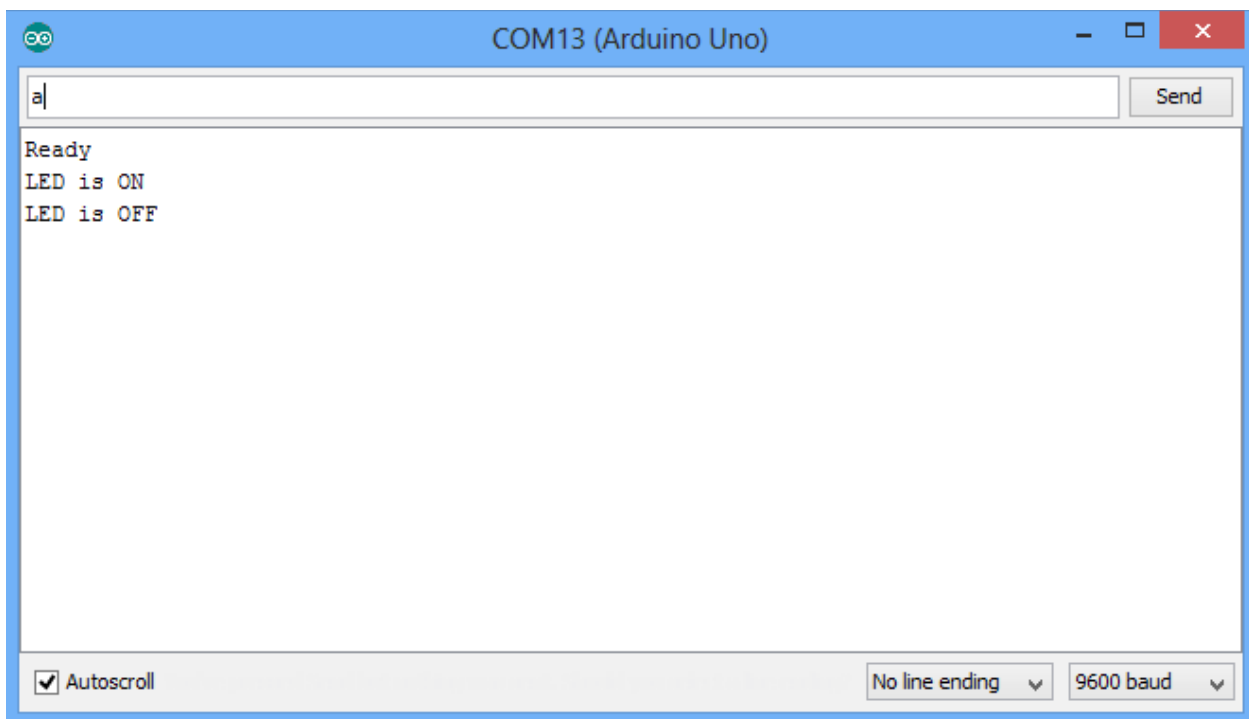 COM13 (Arduino Uno)
a
Send
Ready
LED is ON
LED is OFF
Autoscroll
No line ending
9600 baud